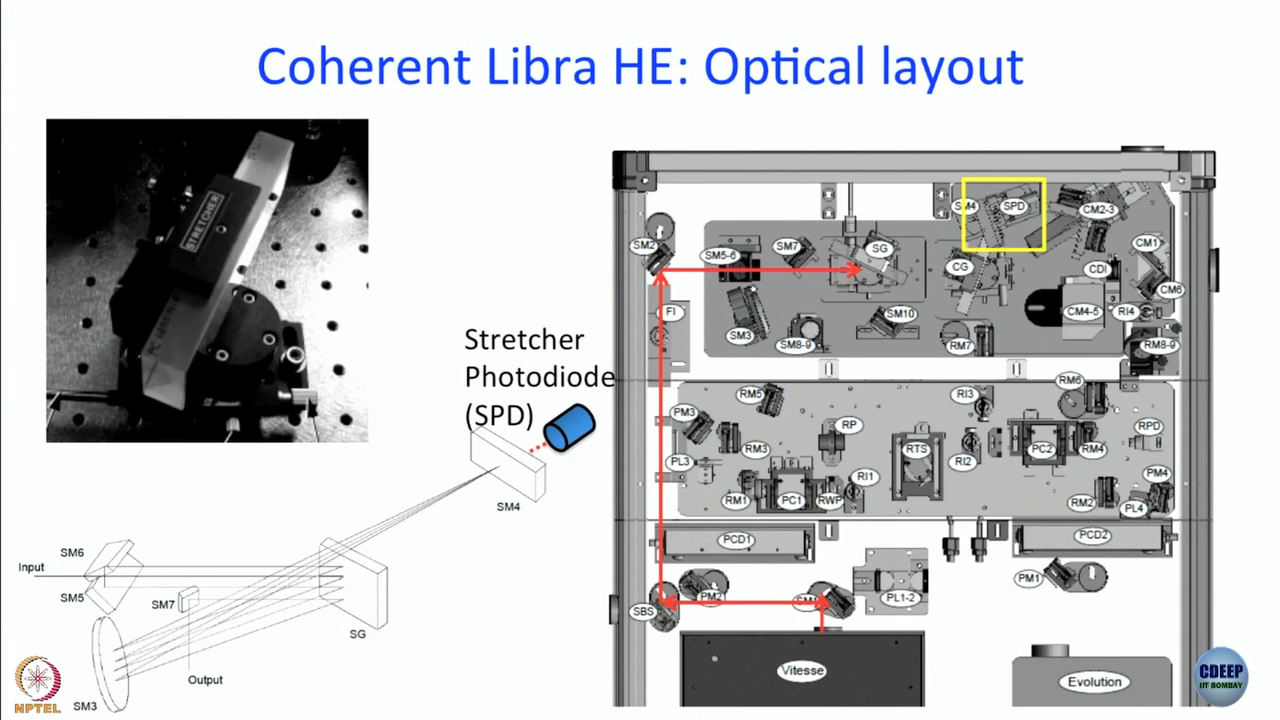 Coherent Libra HE: Optical layout
STRETCHER
Stretcher
Photodiode
(SPD)
SM4
SM6
Input
SM5
SM7
SG
Output
SM3
NPTEL
SM4
SPD
CM2-3
SM2
SM5-6
SM7
SG
CG
CDI
CM1
CM6
FI
SM3
SM8-9
SM10
RM7
CM4-5
RI4
RM8-9
RM5
RI3
RM6
PM3
RM3
RP
RTS
RI2
PC2
RM4
RPD
PL3
RM1
PC1
RWP
RI1
RM2
PL4
PM4
PCD1
PCD2
PM1
PM2
PL1-2
SBS
Vitesse
Evolution
CDEEP
IIT BOMBAY